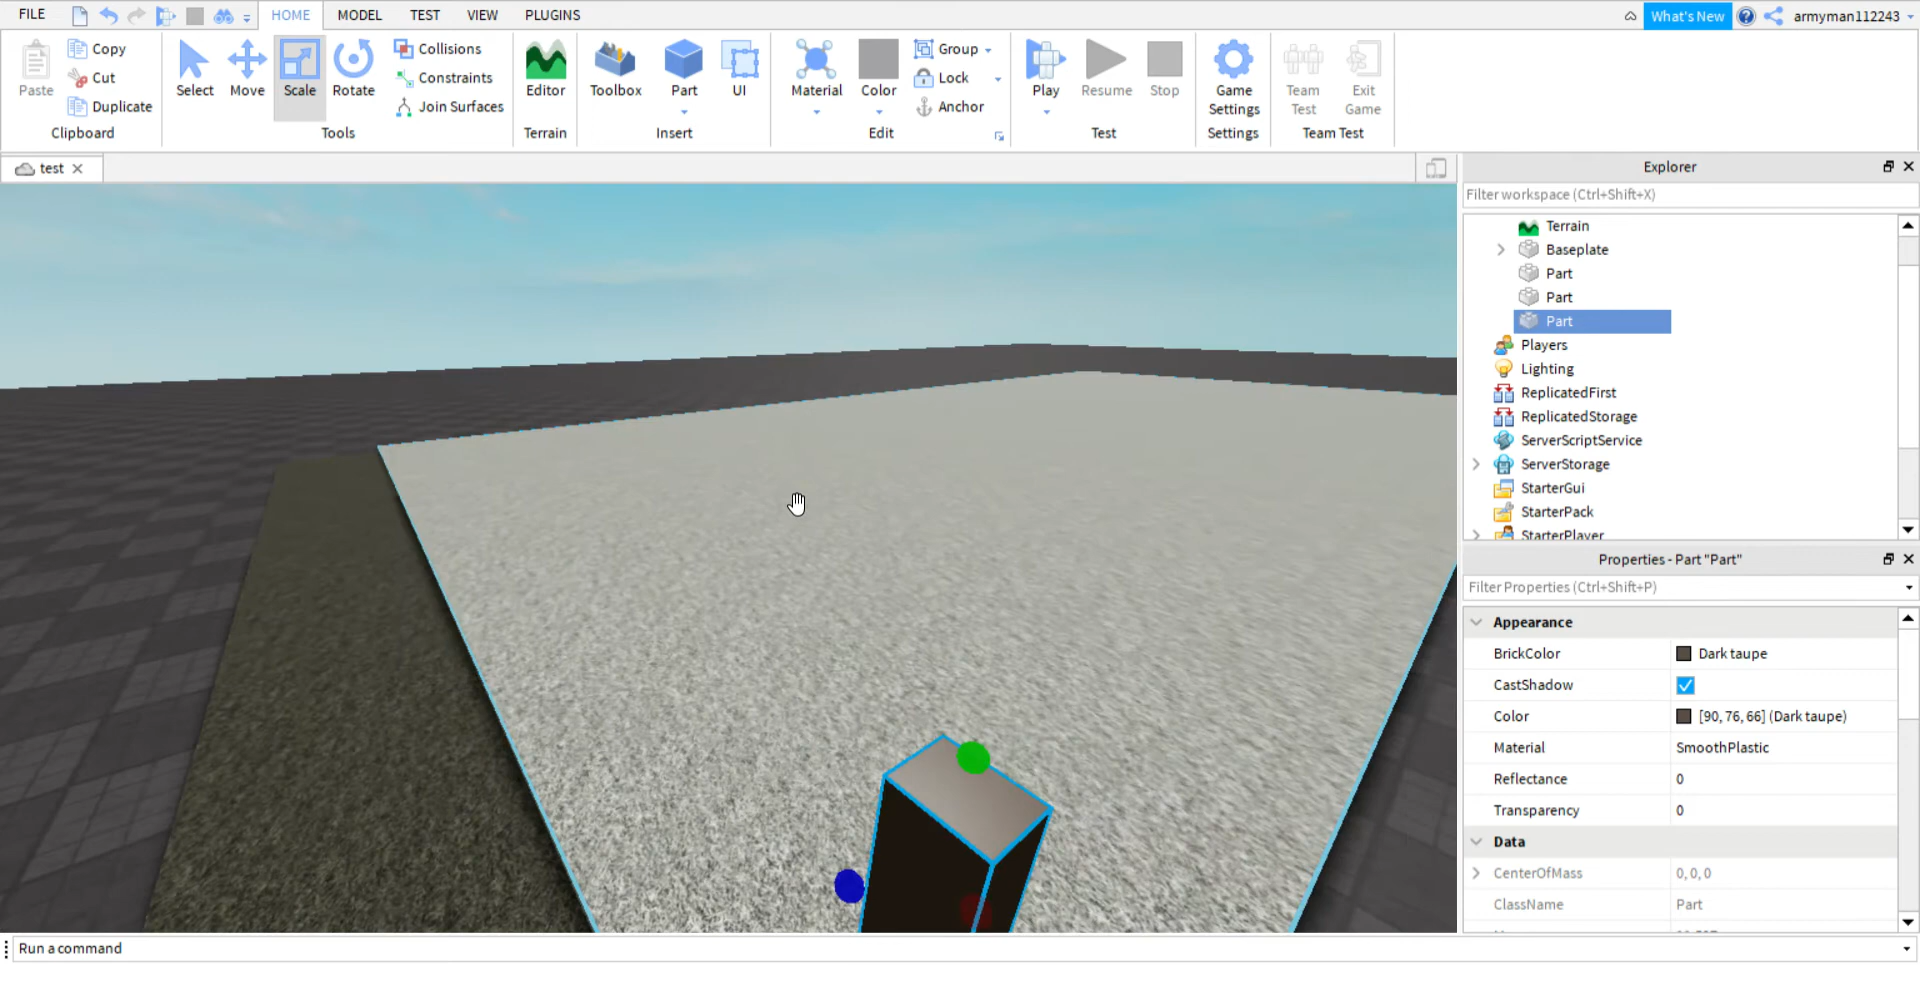 FILE HOME MODEL TEST VIEW PLUGINS What's New armyman112243
Paste Copy Cut Duplicate
Clipboard
Select Move Scale Rotate Collisions Constraints Join Surfaces
Tools
Editor
Terrain
Toolbox Part UI
Insert
Material Color Group Lock Anchor
Edit
Play Resume Stop
Test
Game Settings
Settings
Team Test Exit Game
Team Test
test
Explorer
Filter workspace (Ctrl+Shift+X)
Terrain
Baseplate
Part
Part
Part
Players
Lighting
ReplicatedFirst
ReplicatedStorage
ServerScriptService
ServerStorage
StarterGui
StarterPack
StarterPlayer
Properties - Part "Part"
Filter Properties (Ctrl+Shift+P)
Appearance
BrickColor Dark taupe
CastShadow
Color [90, 76, 66] (Dark taupe)
Material SmoothPlastic
Reflectance 0
Transparency 0
Data
CenterOfMass 0, 0, 0
ClassName Part
Run a command